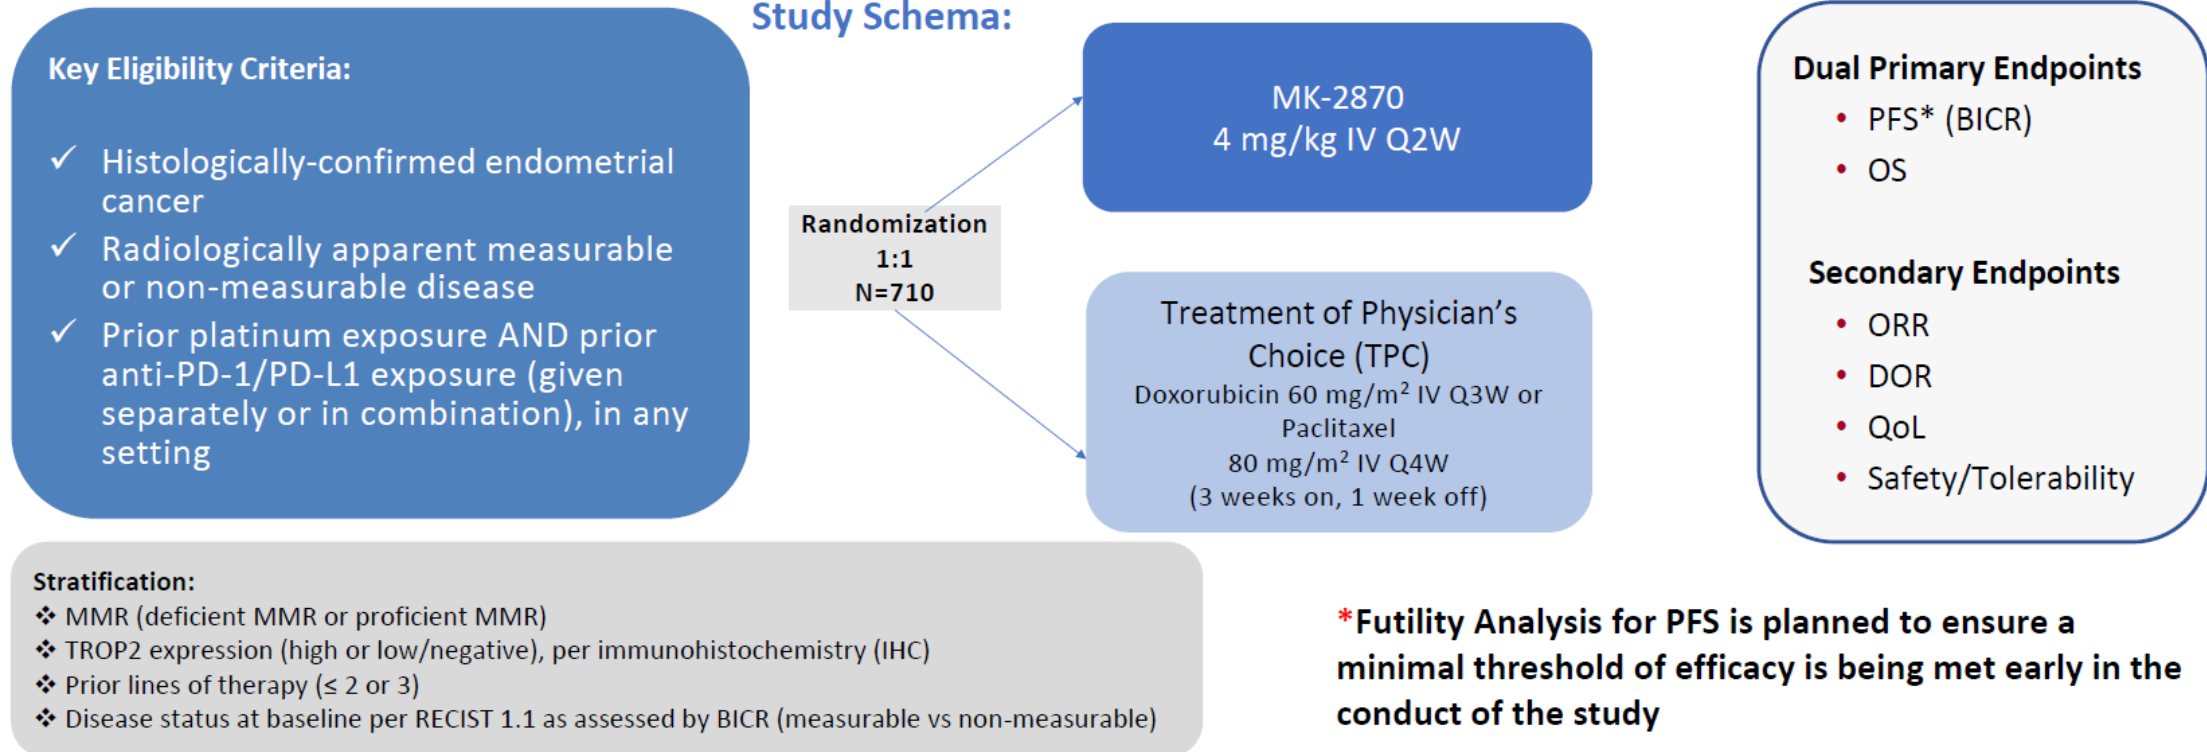 Study Schema:
Key Eligibility Criteria:
✓ Histologically-confirmed endometrial
cancer
✓ Radiologically apparent measurable
or non-measurable disease
✓ Prior platinum exposure AND prior
anti-PD-1/PD-L1 exposure (given
separately or in combination), in any
setting
Randomization
1:1
N=710
MK-2870
4 mg/kg IV Q2W
Treatment of Physician’s
Choice (TPC)
Doxorubicin 60 mg/m² IV Q3W or
Paclitaxel
80 mg/m² IV Q4W
(3 weeks on, 1 week off)
Dual Primary Endpoints
• PFS* (BICR)
• OS
Secondary Endpoints
• ORR
• DOR
• QoL
• Safety/Tolerability
Stratification:
❖ MMR (deficient MMR or proficient MMR)
❖ TROP2 expression (high or low/negative), per immunohistochemistry (IHC)
❖ Prior lines of therapy (≤ 2 or 3)
❖ Disease status at baseline per RECIST 1.1 as assessed by BICR (measurable vs non-measurable)
*Futility Analysis for PFS is planned to ensure a
minimal threshold of efficacy is being met early in the
conduct of the study